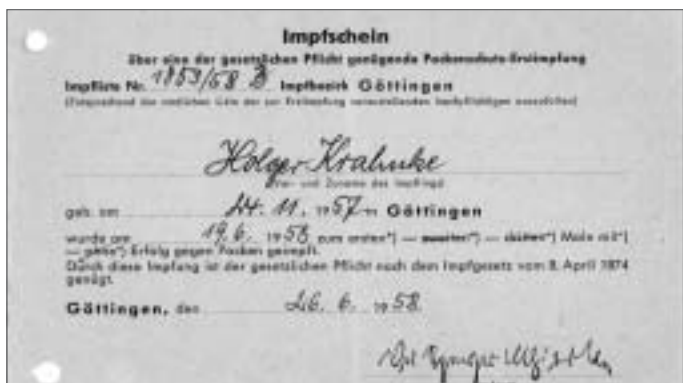 Impfschein
über eine der gesetzlichen Pflicht genügende Pockenschutz-Erstimpfung
Impfliste Nr. 1853/58 B Impfbezirk Göttingen
Holger Krahnke
Vor- und Zuname des Impflings
geb. am 24. 11. 1957 in Göttingen
wurde am 19. 6. 1958 zum ersten*) — zweiten*) — dritten*) Male mit*)
— ohne*) Erfolg gegen Pocken geimpft.
Durch diese Impfung ist der gesetzlichen Pflicht nach dem Impfgesetz vom 8. April 1874
genügt.
Göttingen, den 26. 6. 1958.